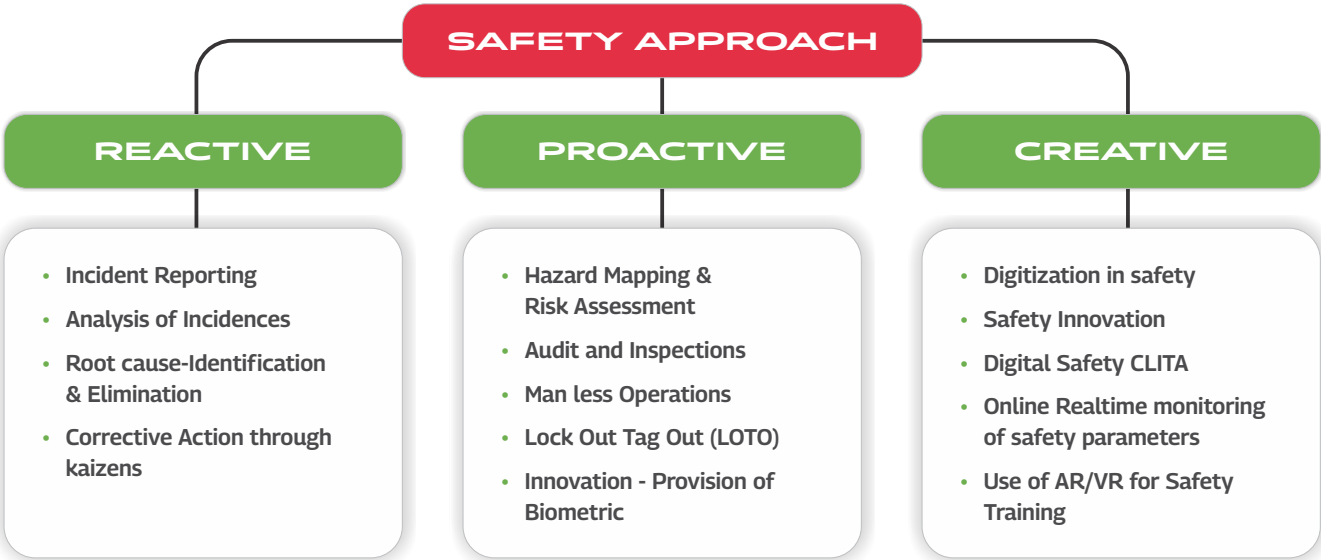 SAFETY APPROACH
REACTIVE
• Incident Reporting
• Analysis of Incidences
• Root cause-Identification
& Elimination
• Corrective Action through
kaizens
PROACTIVE
• Hazard Mapping &
Risk Assessment
• Audit and Inspections
• Man less Operations
• Lock Out Tag Out (LOTO)
• Innovation - Provision of
Biometric
CREATIVE
• Digitization in safety
• Safety Innovation
• Digital Safety CLITA
• Online Realtime monitoring
of safety parameters
• Use of AR/VR for Safety
Training